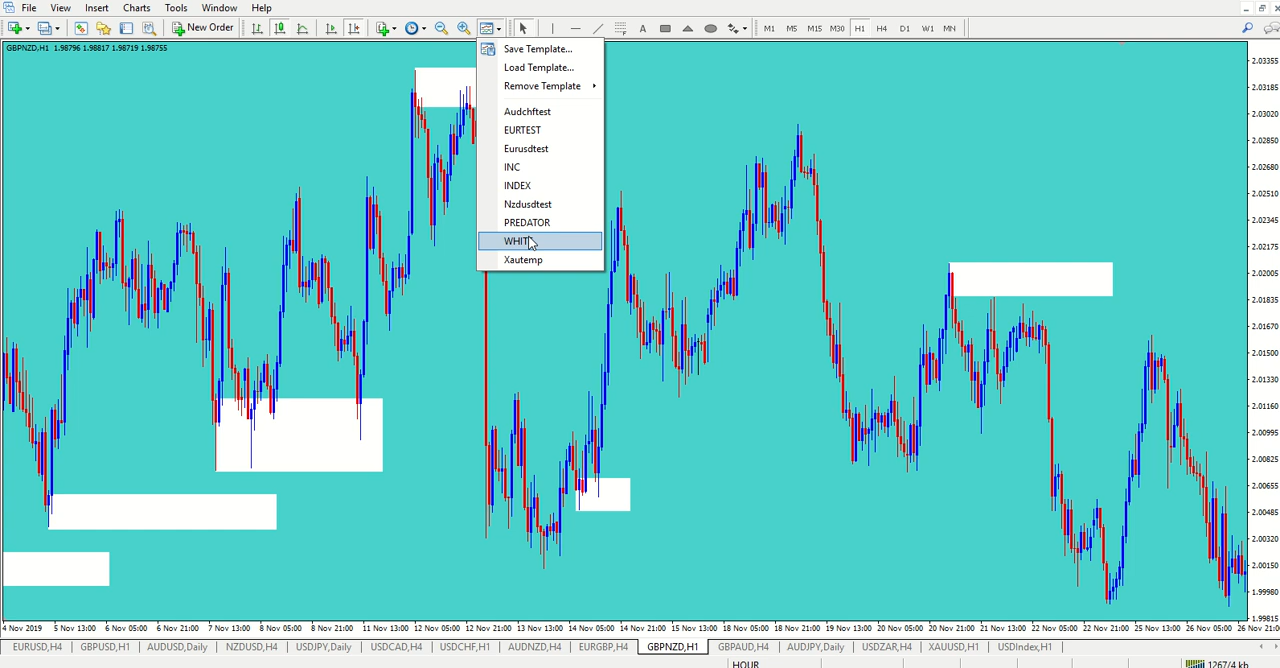 File View Insert Charts Tools Window Help
New Order A M1 M5 M15 M30 H1 H4 D1 W1 MN
GBPNZD,H1 1.98796 1.98817 1.98719 1.98755
Save Template...
Load Template...
Remove Template
Audchftest
EURTEST
Eurusdtest
INC
INDEX
Nzdusdtest
PREDATOR
WHIT
Xautemp
2.03355
2.03185
2.03020
2.02850
2.02680
2.02510
2.02345
2.02175
2.02005
2.01835
2.01670
2.01500
2.01330
2.01160
2.00995
2.00825
2.00655
2.00485
2.00320
2.00150
1.99980
1.99815
4 Nov 2019 5 Nov 13:00 6 Nov 05:00 6 Nov 21:00 7 Nov 13:00 8 Nov 05:00 8 Nov 21:00 11 Nov 13:00 12 Nov 05:00 12 Nov 21:00 13 Nov 13:00 14 Nov 05:00 14 Nov 21:00 15 Nov 13:00 18 Nov 05:00 18 Nov 21:00 19 Nov 13:00 20 Nov 05:00 20 Nov 21:00 21 Nov 13:00 22 Nov 05:00 22 Nov 21:00 25 Nov 13:00 26 Nov 05:00 26 Nov 21:00
EURUSD,H4 GBPUSD,H1 AUDUSD,Daily NZDUSD,H4 USDJPY,Daily USDCAD,H4 USDCHF,H1 AUDNZD,H4 EURGBP,H4 GBPNZD,H1 GBPAUD,H4 AUDJPY,Daily USDZAR,H4 XAUUSD,H1 USDIndex,H1
HOUR 1267/4 kb